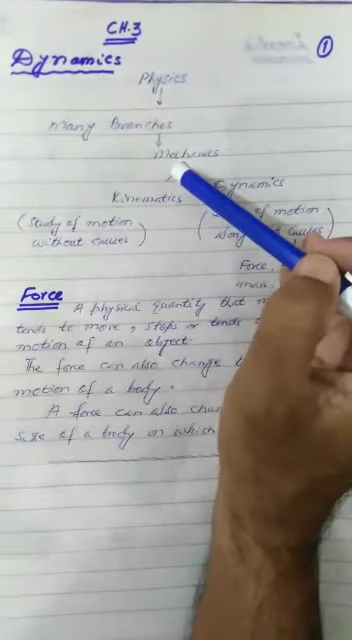 CH.3
Dynamics
1
Physics
Many Branches
Mechanics
Kinematics
Dynamics
(Study of motion
without causes)
of motion
Force,
mass,
Force A physical quantity that
tends to move, stops or tends
motion of an object.
The force can also change
motion of a body.
A force can also
size of a body on which